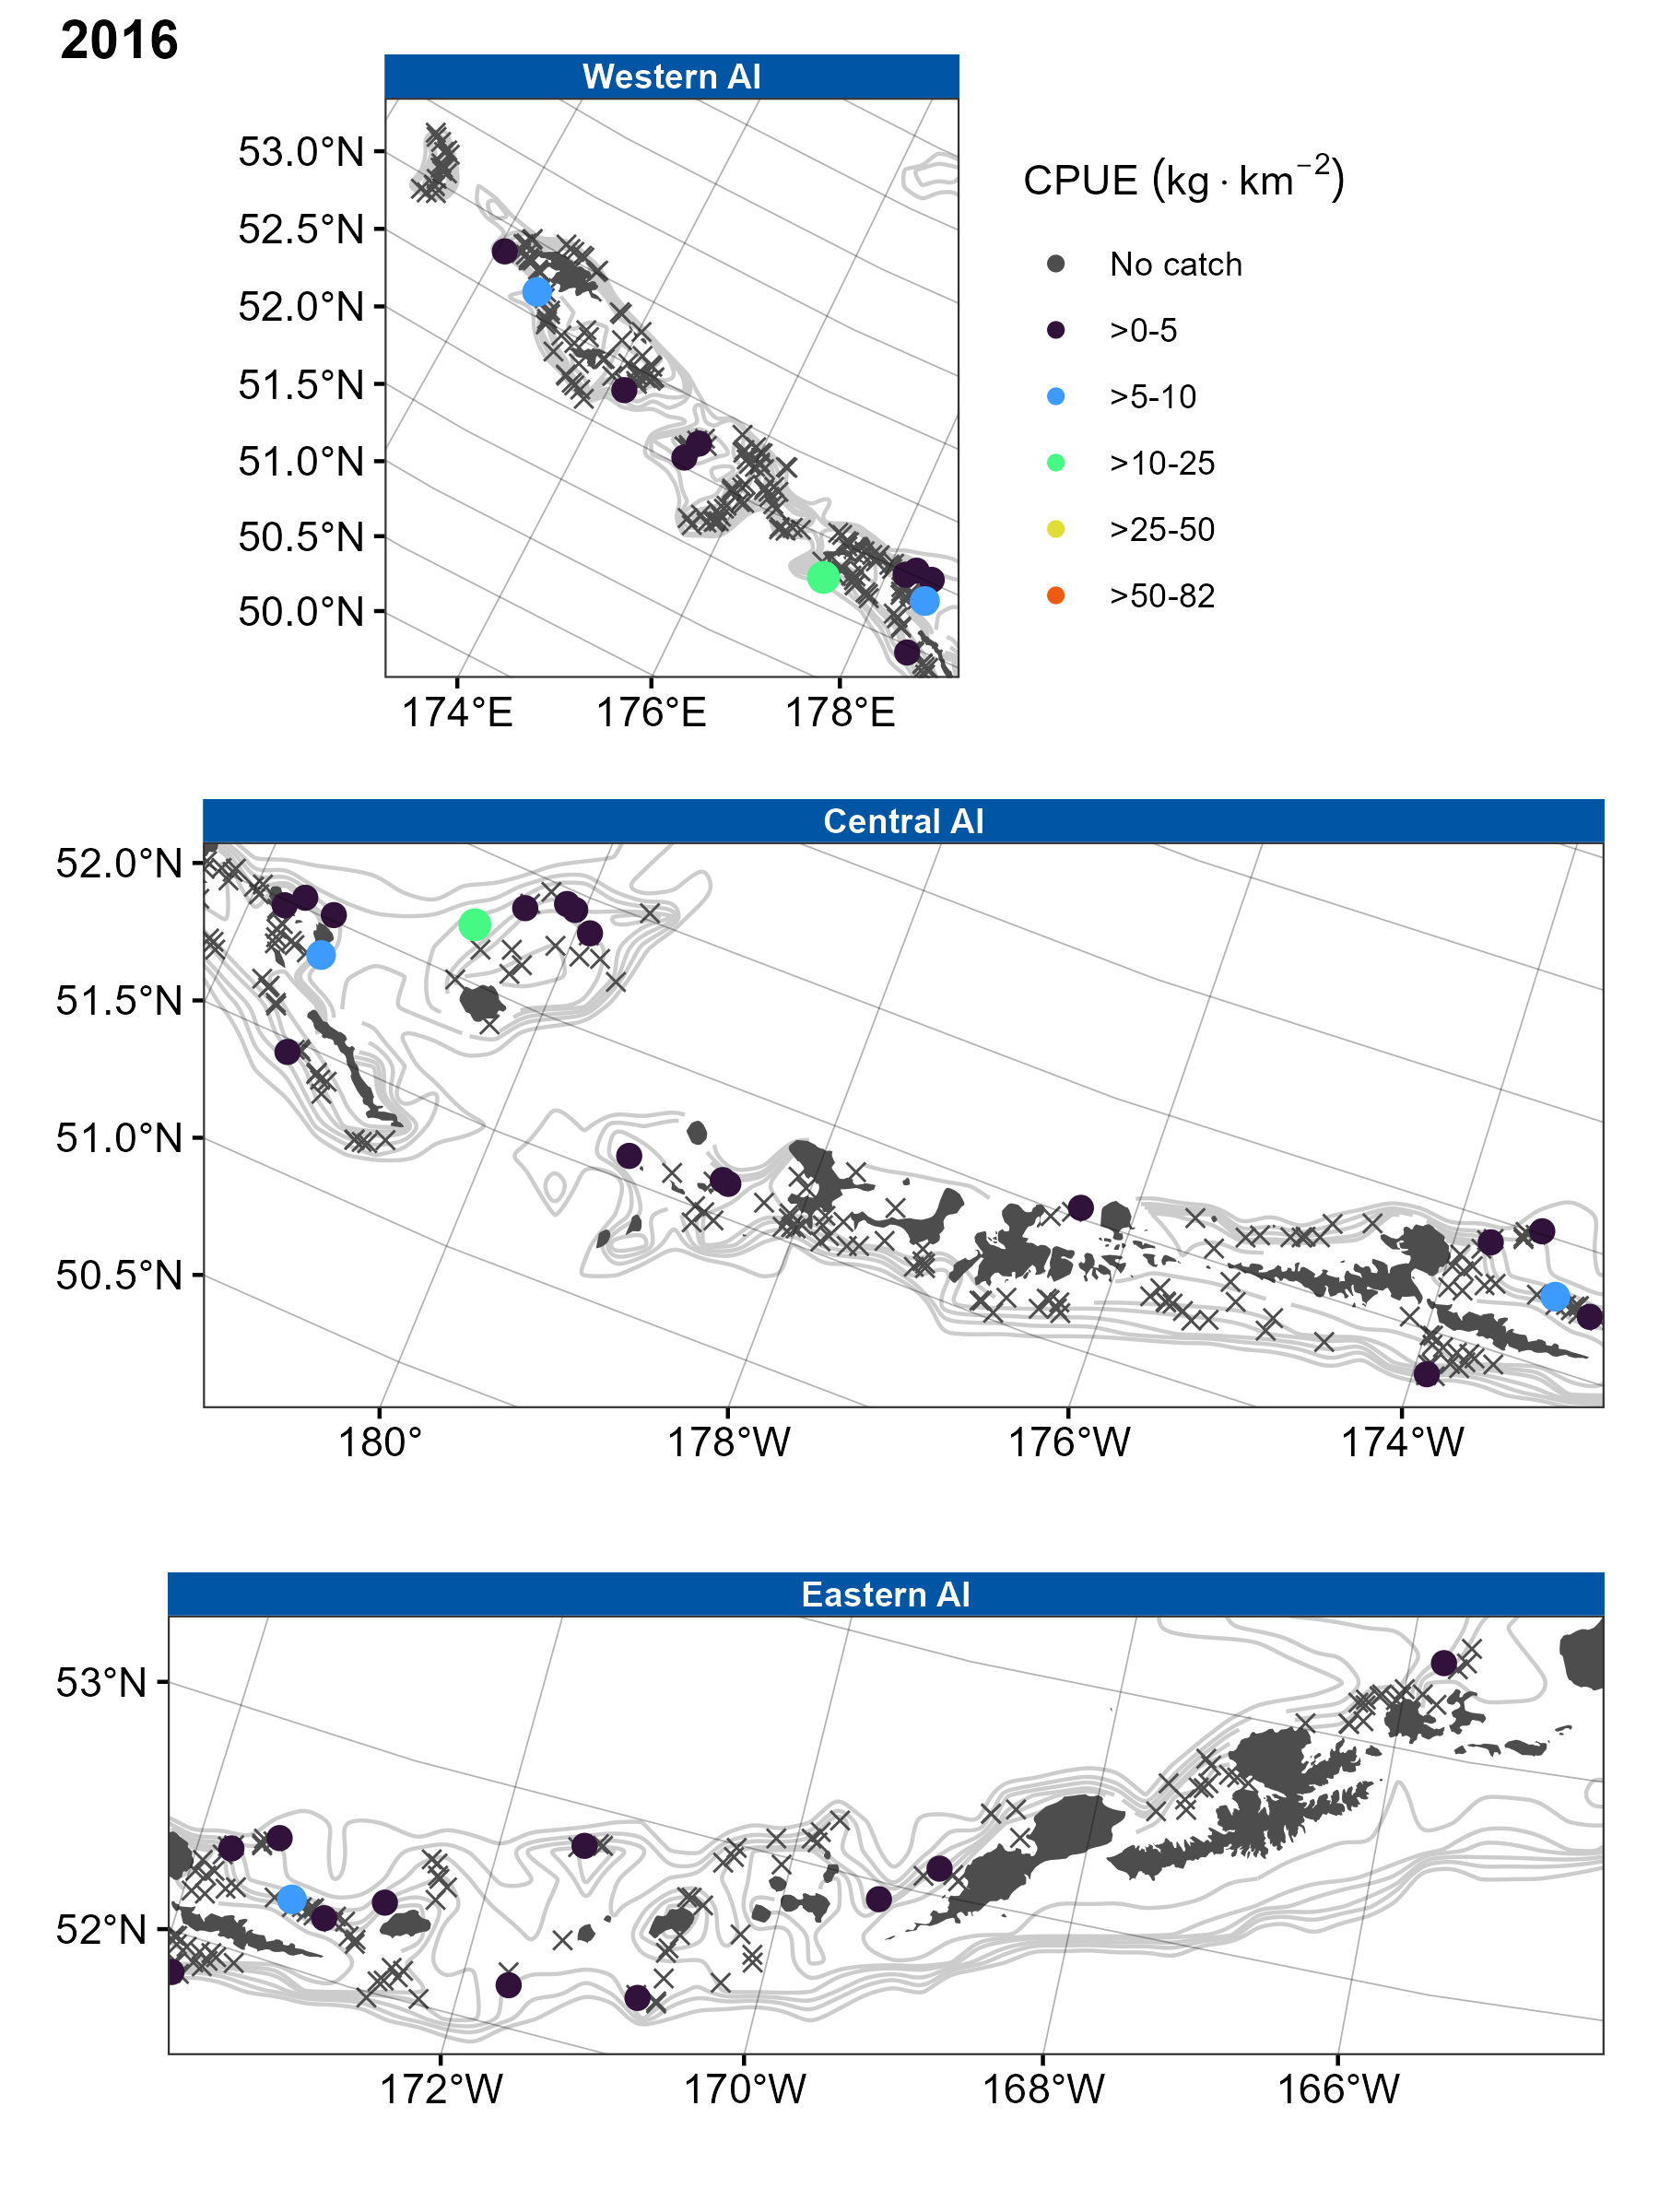 2016
Western AI
53.0°N
52.5°N
52.0°N
51.5°N
51.0°N
50.5°N
50.0°N
174°E 176°E 178°E
CPUE (kg · km⁻²)
No catch
>0-5
>5-10
>10-25
>25-50
>50-82
Central AI
52.0°N
51.5°N
51.0°N
50.5°N
180° 178°W 176°W 174°W
Eastern AI
53°N
52°N
172°W 170°W 168°W 166°W